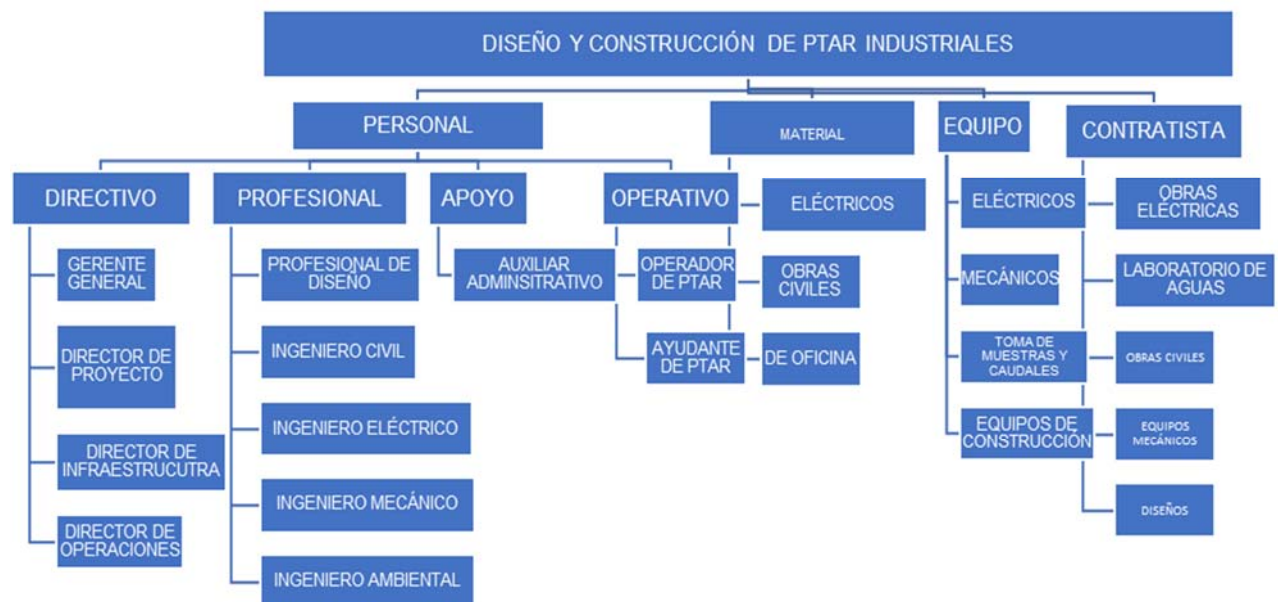 DISEÑO Y CONSTRUCCIÓN DE PTAR INDUSTRIALES
PERSONAL
MATERIAL
EQUIPO
CONTRATISTA
DIRECTIVO
PROFESIONAL
APOYO
OPERATIVO
GERENTE
GENERAL
DIRECTOR DE
PROYECTO
DIRECTOR DE
INFRAESTRUCUTRA
DIRECTOR DE
OPERACIONES
PROFESIONAL DE
DISEÑO
INGENIERO CIVIL
INGENIERO ELÉCTRICO
INGENIERO MECÁNICO
INGENIERO AMBIENTAL
AUXILIAR
ADMINSITRATIVO
OPERADOR
DE PTAR
AYUDANTE
DE PTAR
ELÉCTRICOS
OBRAS
CIVILES
DE OFICINA
ELÉCTRICOS
MECÁNICOS
TOMA DE
MUESTRAS Y
CAUDALES
EQUIPOS DE
CONSTRUCCIÓN
OBRAS
ELÉCTRICAS
LABORATORIO DE
AGUAS
OBRAS CIVILES
EQUIPOS
MECÁNICOS
DISEÑOS